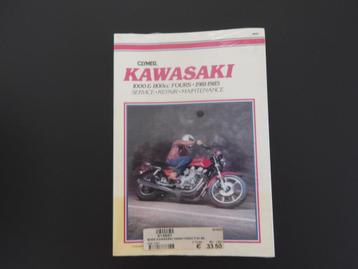 CLYMER
KAWASAKI
1000 & 1100cc FOURS • 1981-1985
SERVICE • REPAIR • MAINTENANCE
€ 33.50